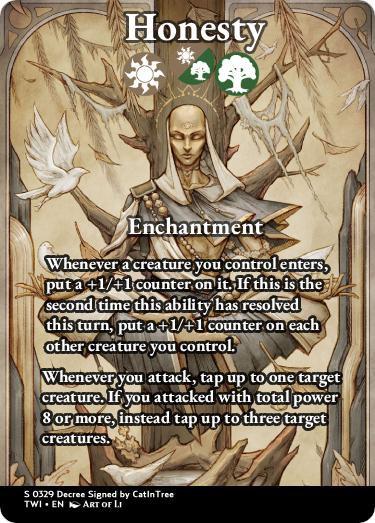 Honesty
Enchantment
Whenever a creature you control enters,
put a +1/+1 counter on it. If this is the
second time this ability has resolved
this turn, put a +1/+1 counter on each
other creature you control.
Whenever you attack, tap up to one target
creature. If you attacked with total power
8 or more, instead tap up to three target
creatures.
S 0329 Decree Signed by CatInTree
TWI • EN Art of Li